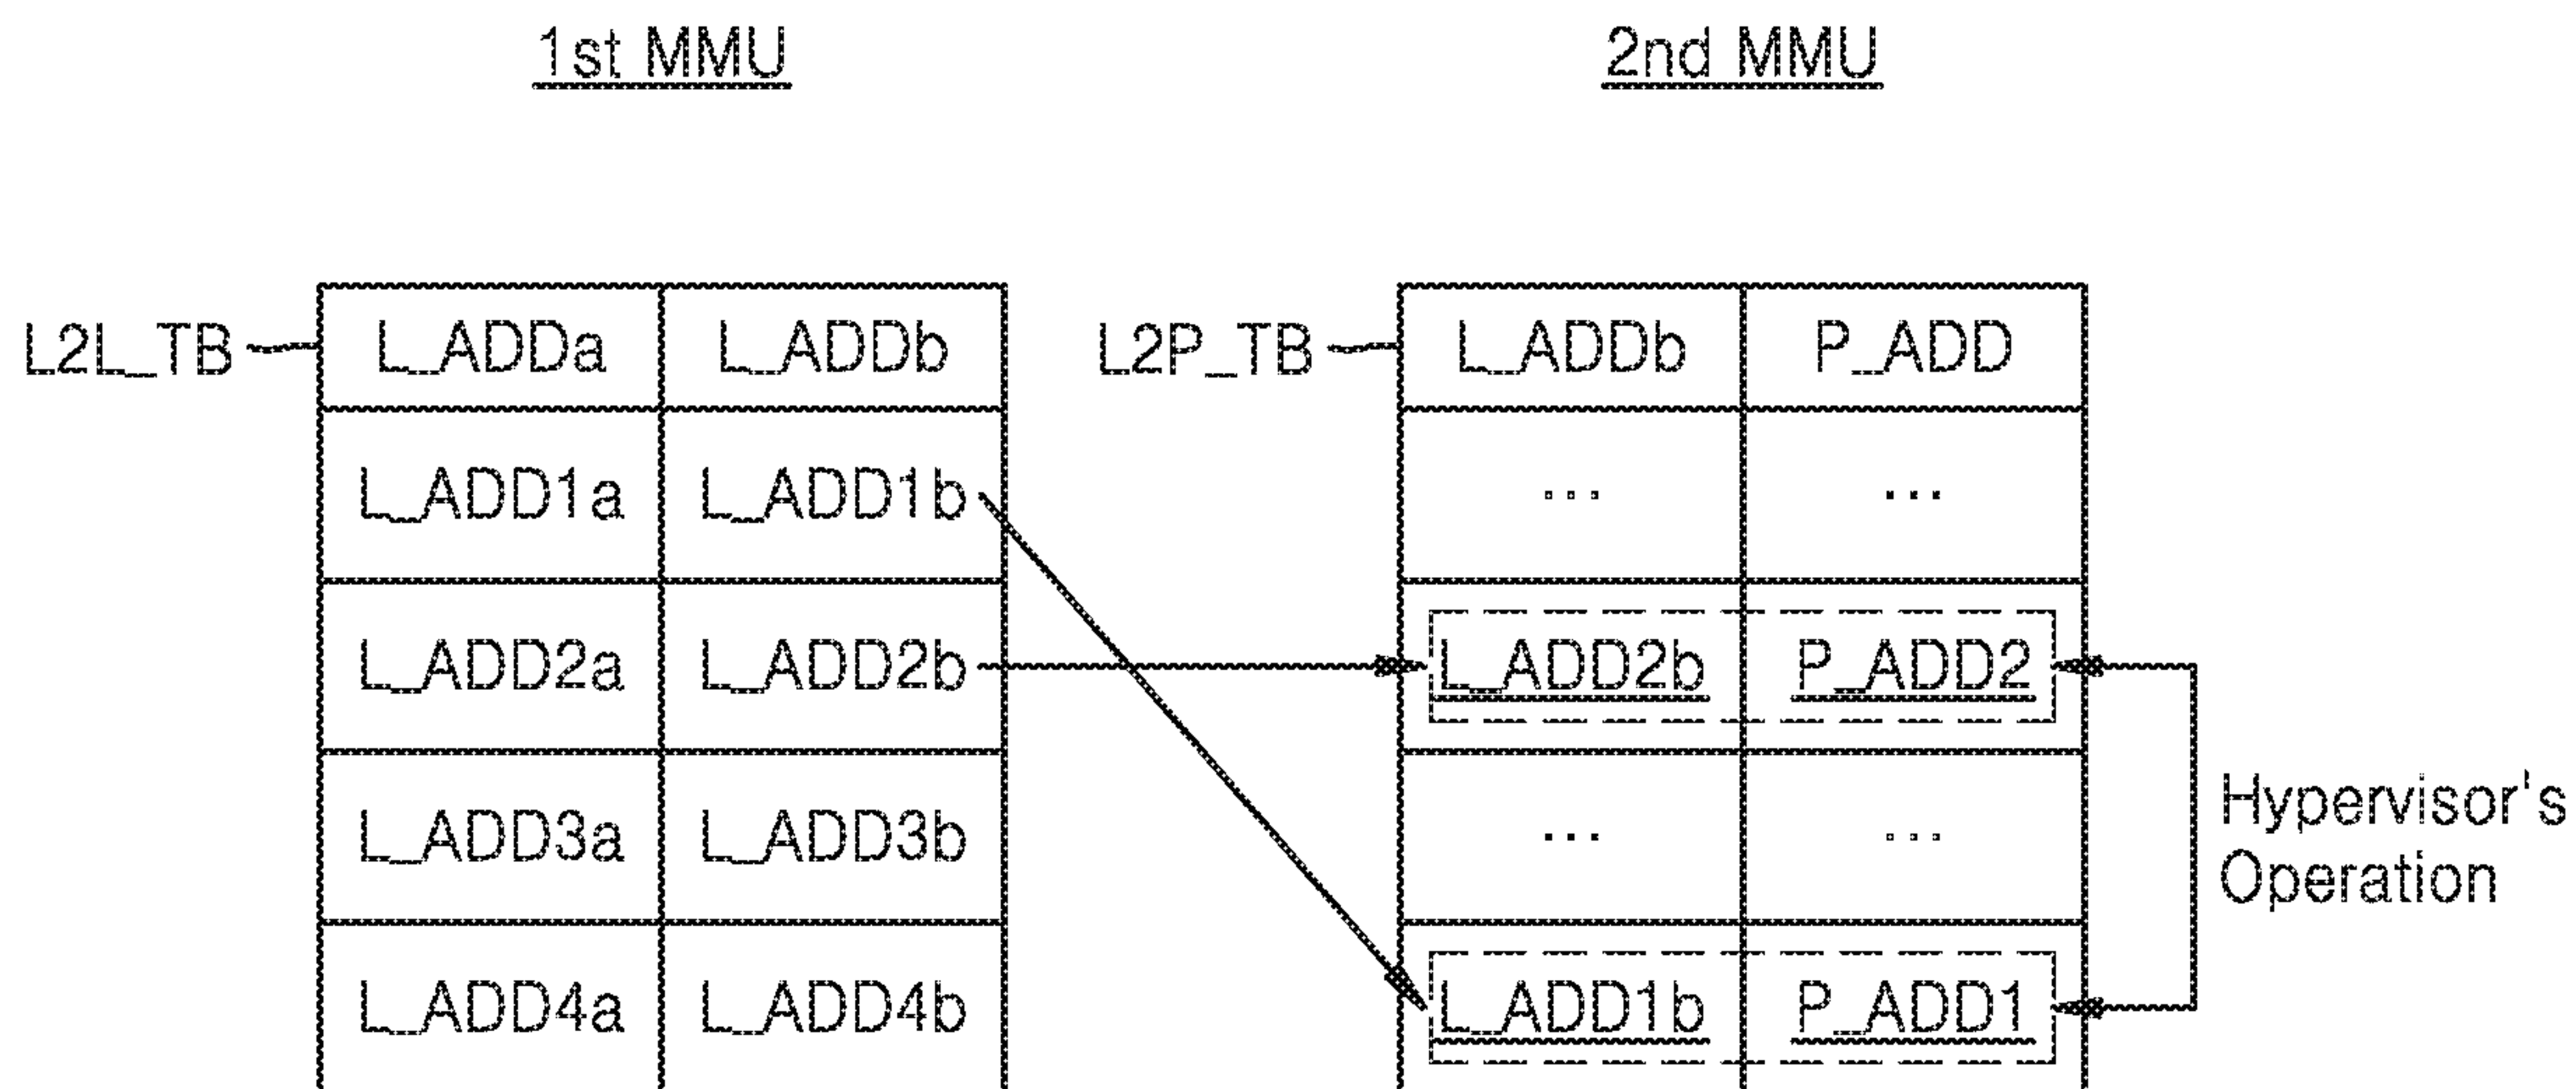 1st MMU
2nd MMU
L2L_TB
L_ADDa L_ADDb
L_ADD1a L_ADD1b
L_ADD2a L_ADD2b
L_ADD3a L_ADD3b
L_ADD4a L_ADD4b
L2P_TB
L_ADDb P_ADD
... ...
L_ADD2b P_ADD2
... ...
L_ADD1b P_ADD1
Hypervisor's
Operation